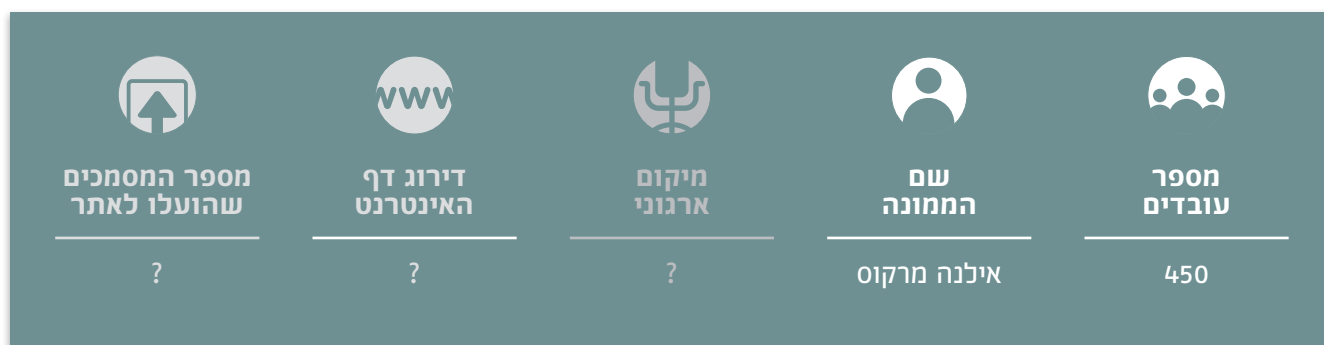 מספר
עובדים
450
שם
הממונה
אילנה מרקוס
מיקום
ארגוני
?
www
דירוג דף
האינטרנט
?
מספר המסמכים
שהועלו לאתר
?